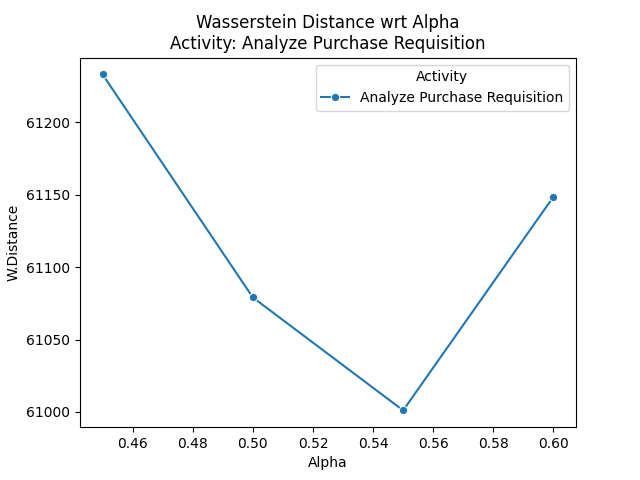 Wasserstein Distance wrt Alpha
Activity: Analyze Purchase Requisition
Activity
Analyze Purchase Requisition
W.Distance
61200
61150
61100
61050
61000
0.46 0.48 0.50 0.52 0.54 0.56 0.58 0.60
Alpha